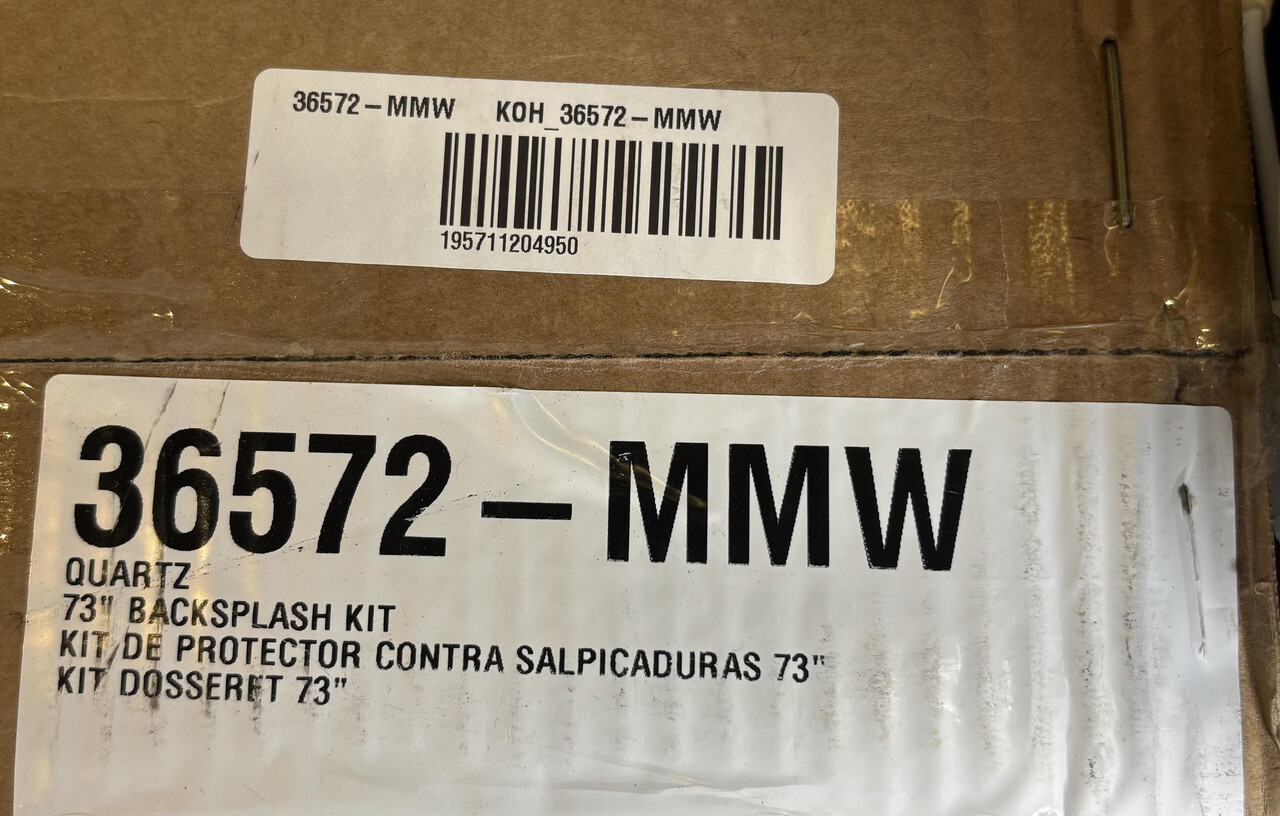 36572-MMW KOH_36572-MMW
195711204950
36572-MMW
QUARTZ
73" BACKSPLASH KIT
KIT DE PROTECTOR CONTRA SALPICADURAS 73"
KIT DOSSERET 73"